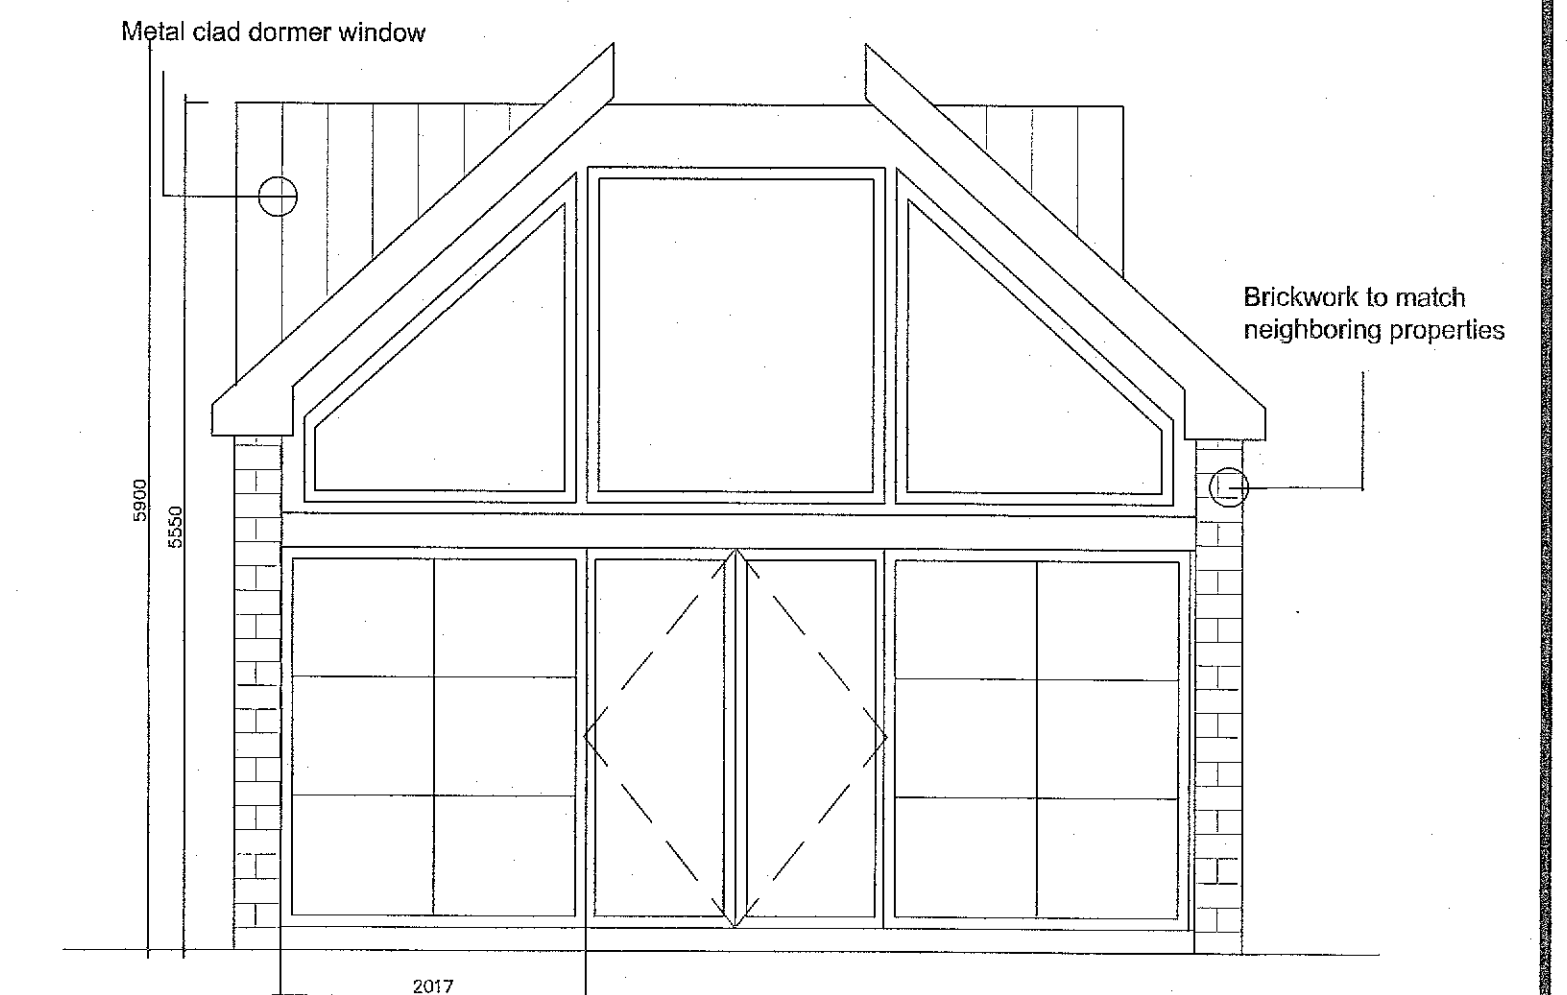 Metal clad dormer window
Brickwork to match
neighboring properties
5900
5550
2017